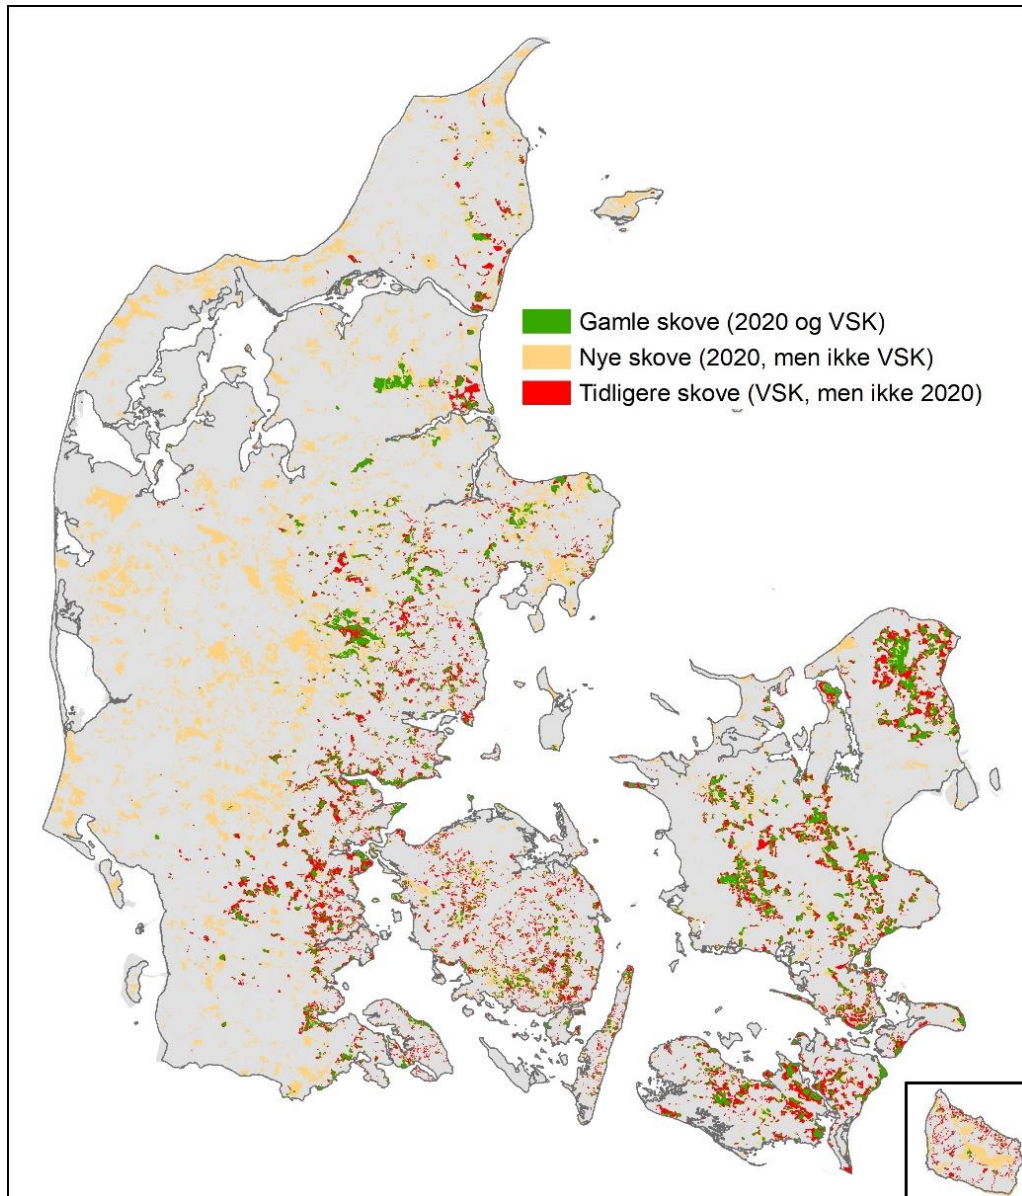 Gamle skove (2020 og VSK)
Nye skove (2020, men ikke VSK)
Tidligere skove (VSK, men ikke 2020)